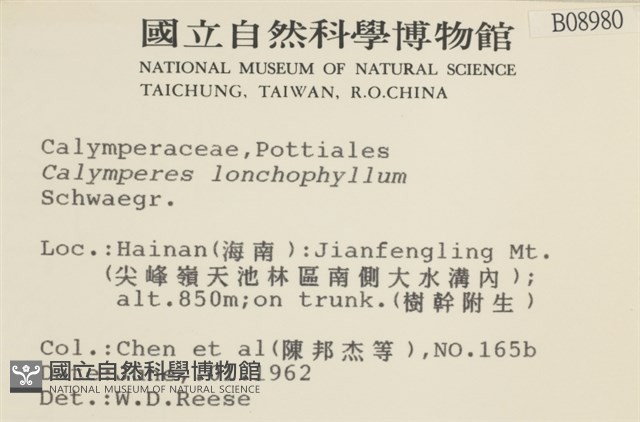 B08980
國立自然科學博物館
NATIONAL MUSEUM OF NATURAL SCIENCE
TAICHUNG, TAIWAN, R.O.CHINA
Calymperaceae,Pottiales
Calymperes lonchophyllum
Schwaegr.
Loc.:Hainan(海南):Jianfengling Mt.
(尖峰嶺天池林區南側大水溝內);
alt.850m;on trunk.(樹幹附生)
Col.:Chen et al(陳邦杰等),NO.165b
1962
國立自然科學博物館
NATIONAL MUSEUM OF NATURAL SCIENCE
Det.:W.D.Reese